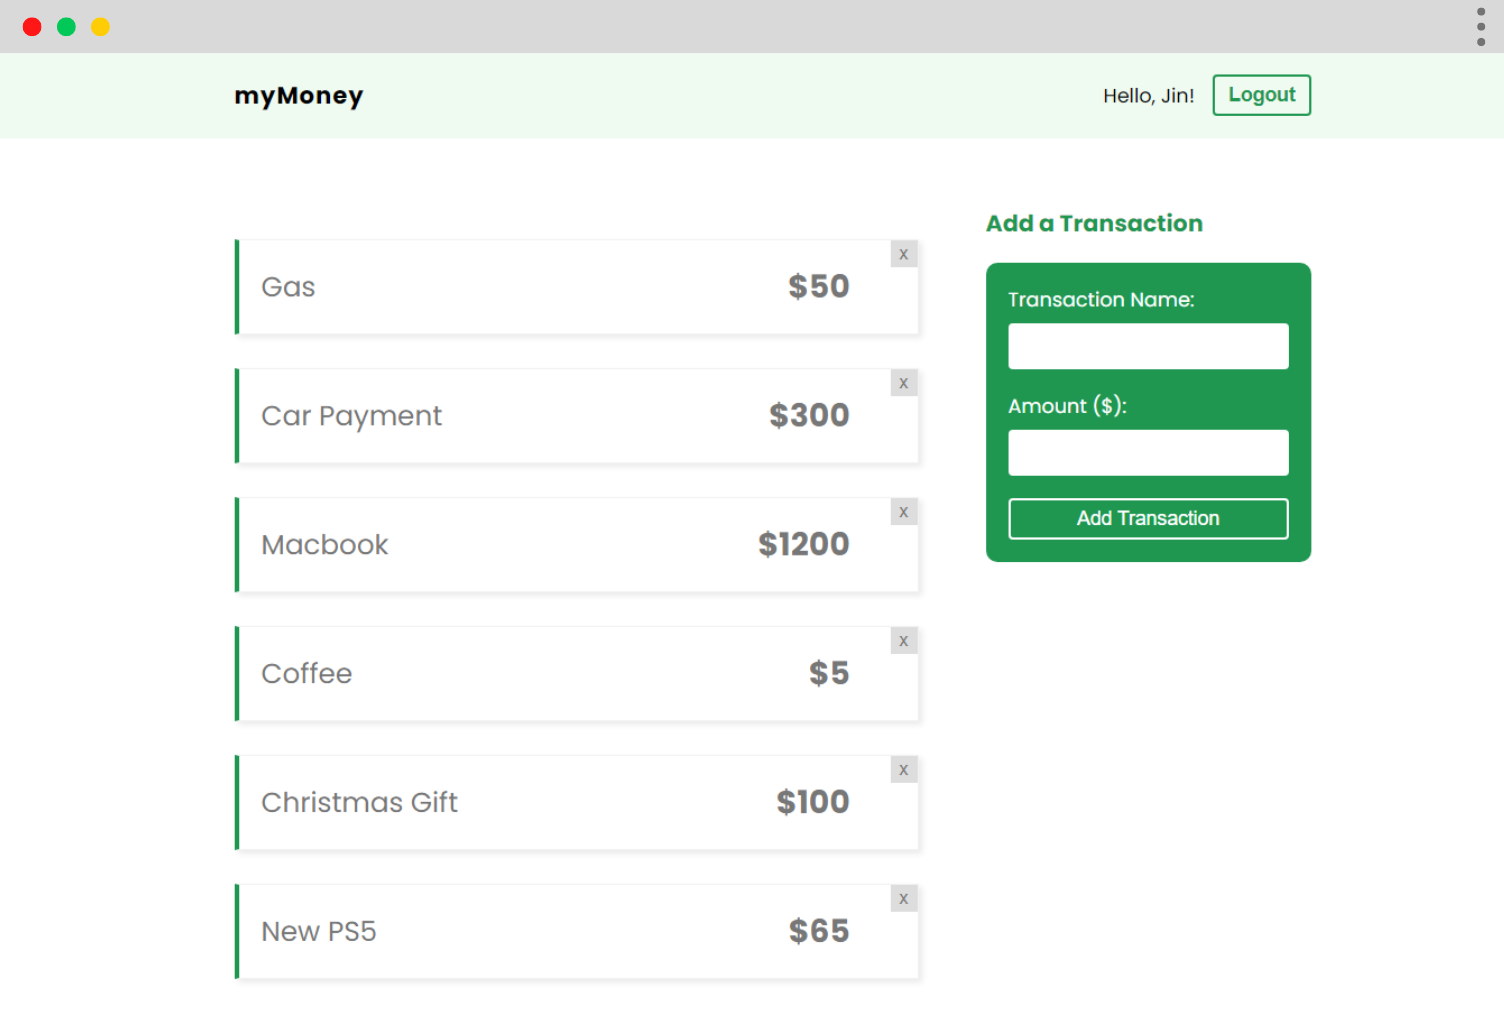 myMoney
Hello, Jin!
Logout
x
Gas
$50
x
Car Payment
$300
x
Macbook
$1200
x
Coffee
$5
x
Christmas Gift
$100
x
New PS5
$65
Add a Transaction
Transaction Name:
Amount ($):
Add Transaction